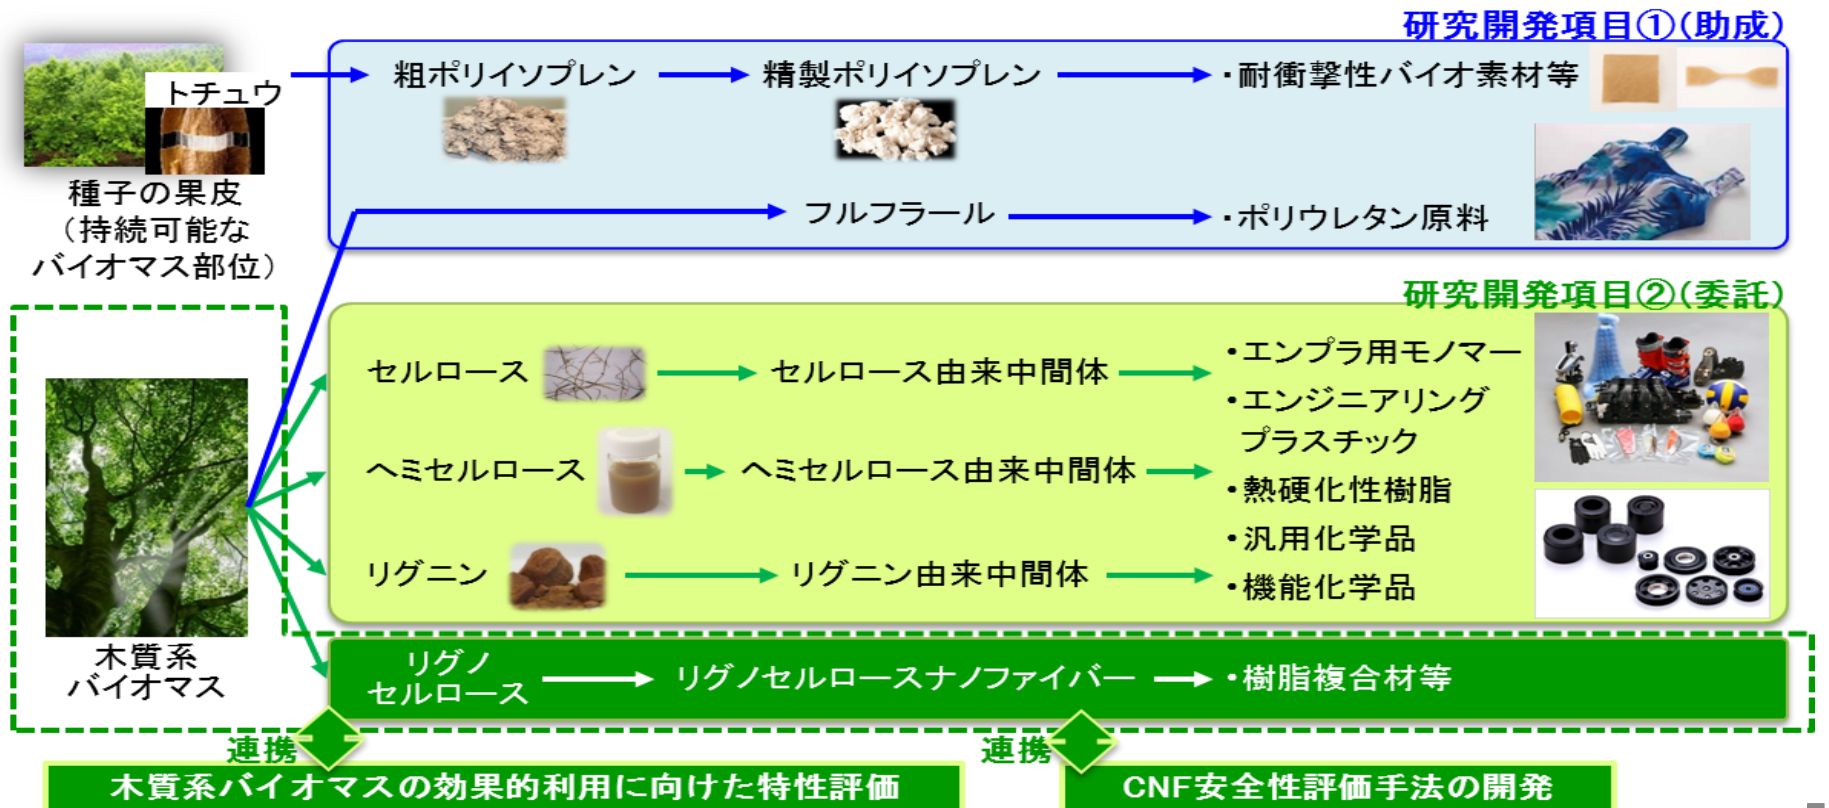 研究開発項目①(助成)
トチュウ
種子の果皮
（持続可能な
バイオマス部位）
粗ポリイソプレン
精製ポリイソプレン
・耐衝撃性バイオ素材等
フルフラール
・ポリウレタン原料
研究開発項目②(委託)
木質系
バイオマス
セルロース
セルロース由来中間体
ヘミセルロース
ヘミセルロース由来中間体
リグニン
リグニン由来中間体
・エンプラ用モノマー
・エンジニアリング
プラスチック
・熱硬化性樹脂
・汎用化学品
・機能化学品
リグノ
セルロース
リグノセルロースナノファイバー
・樹脂複合材等
連携
連携
木質系バイオマスの効果的利用に向けた特性評価
CNF安全性評価手法の開発